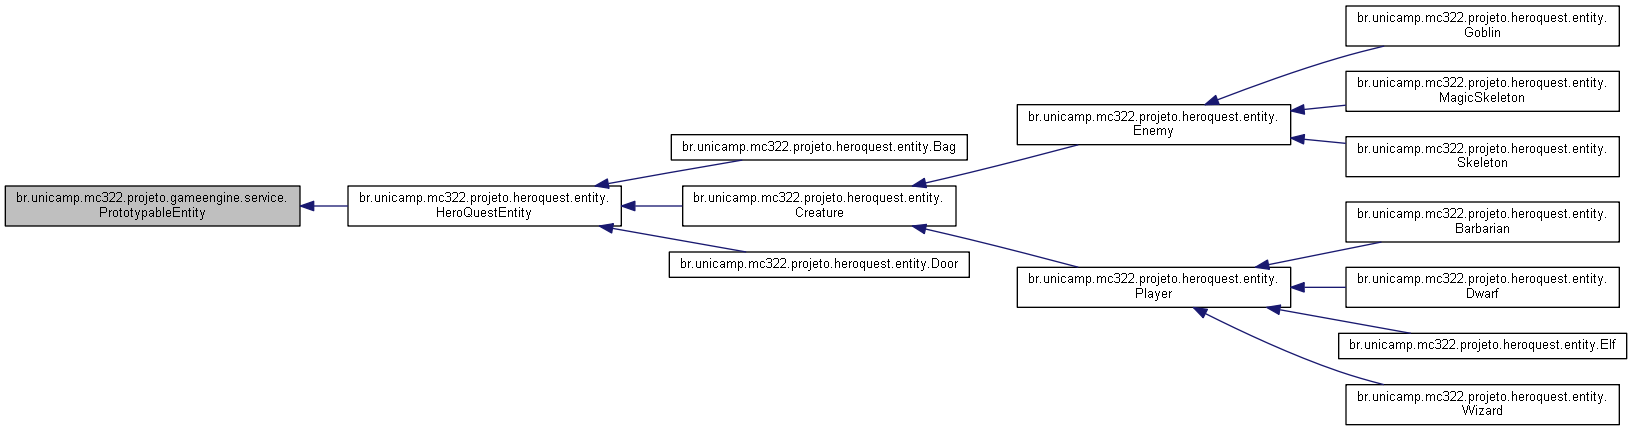 br.unicamp.mc322.projeto.gameengine.service.
PrototypableEntity
br.unicamp.mc322.projeto.heroquest.entity.
HeroQuestEntity
br.unicamp.mc322.projeto.heroquest.entity.Bag
br.unicamp.mc322.projeto.heroquest.entity.
Creature
br.unicamp.mc322.projeto.heroquest.entity.Door
br.unicamp.mc322.projeto.heroquest.entity.
Enemy
br.unicamp.mc322.projeto.heroquest.entity.
Player
br.unicamp.mc322.projeto.heroquest.entity.
Goblin
br.unicamp.mc322.projeto.heroquest.entity.
MagicSkeleton
br.unicamp.mc322.projeto.heroquest.entity.
Skeleton
br.unicamp.mc322.projeto.heroquest.entity.
Barbarian
br.unicamp.mc322.projeto.heroquest.entity.
Dwarf
br.unicamp.mc322.projeto.heroquest.entity.Elf
br.unicamp.mc322.projeto.heroquest.entity.
Wizard